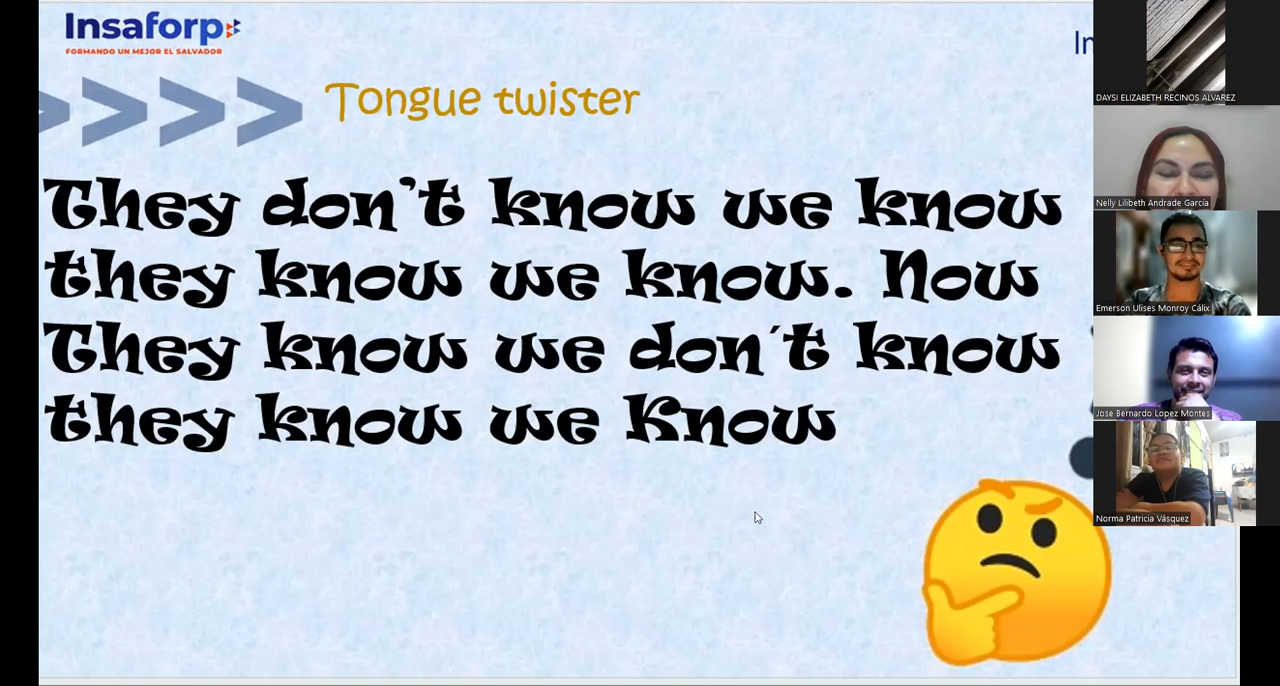 Insaforp
FORMANDO UN MEJOR EL SALVADOR
Tongue twister
They don't know we know
they know we know. Now
They know we don´t know
they know we Know
DAYSI ELIZABETH RECINOS ALVAREZ
Nelly Lilibeth Andrade García
Emerson Ulises Monroy Cálix
Jose Bernardo Lopez Montes
Norma Patricia Vásquez